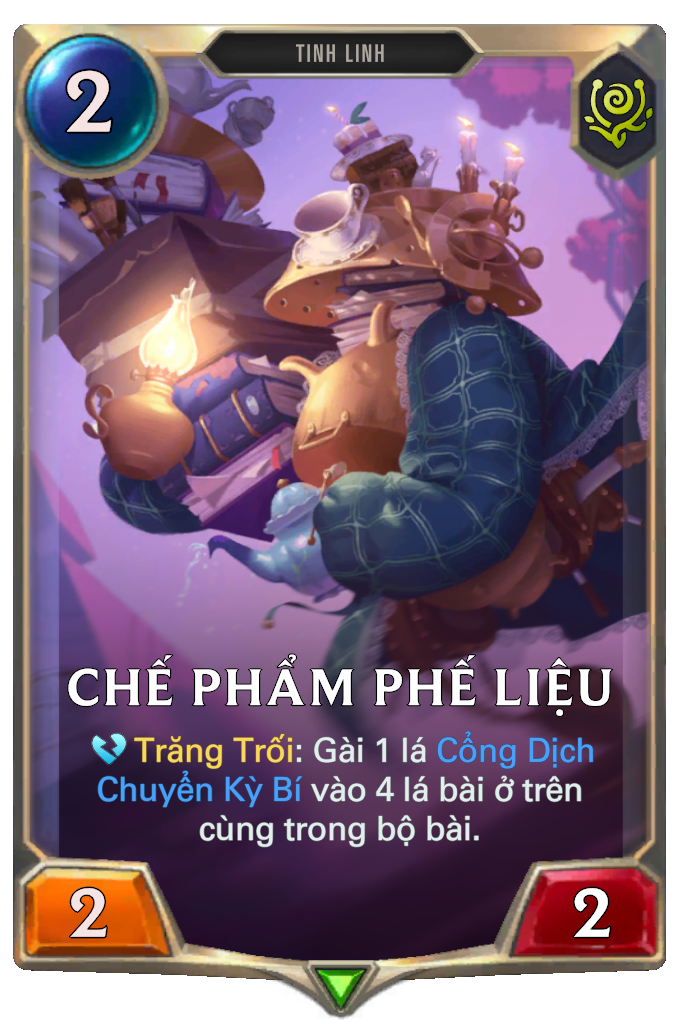 2
TINH LINH
CHẾ PHẨM PHẾ LIỆU
Trăng Trối: Gài 1 lá Cổng Dịch
Chuyển Kỳ Bí vào 4 lá bài ở trên
cùng trong bộ bài.
2
2